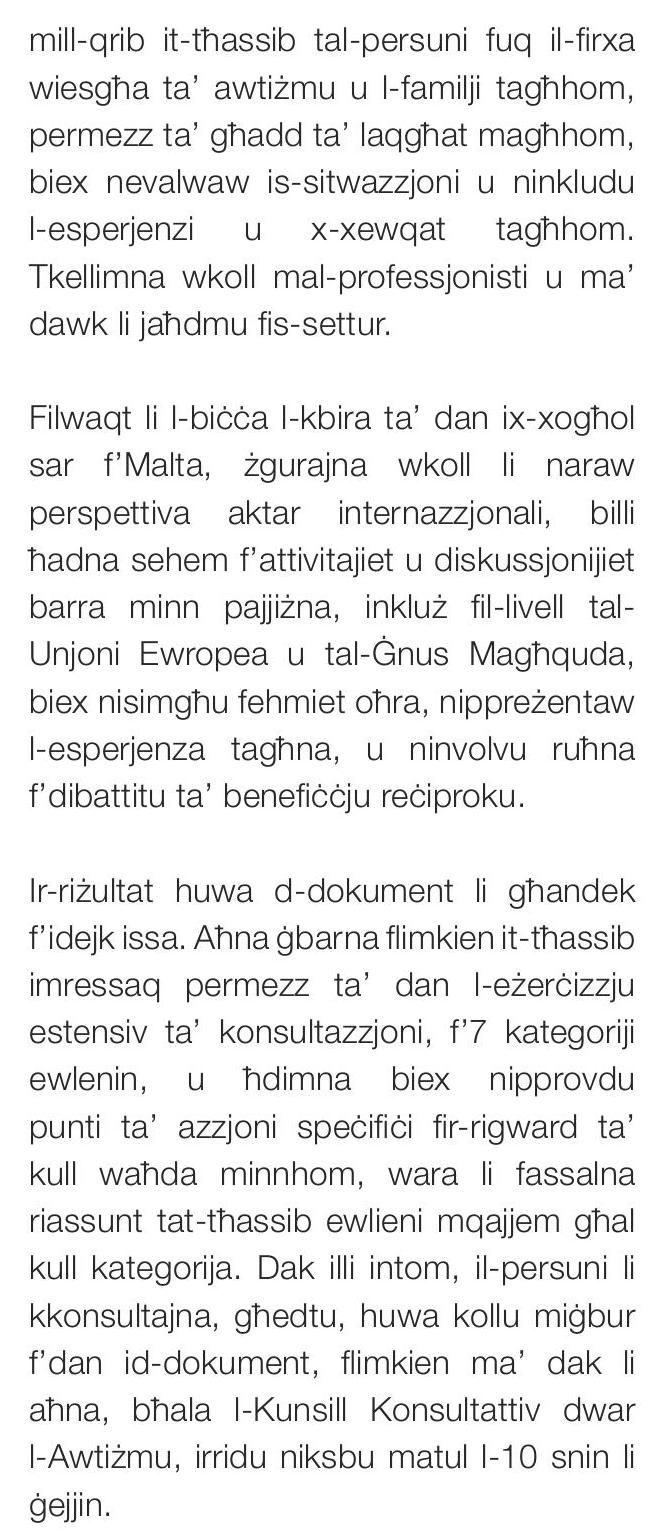 mill-qrib it-tħassib tal-persuni fuq il-firxa
wiesgħa ta’ awtiżmu u l-familji tagħhom,
permezz ta’ għadd ta’ laqgħat magħhom,
biex nevalwaw is-sitwazzjoni u ninkludu
l-esperjenzi u x-xewqat tagħhom.
Tkellimna wkoll mal-professjonisti u ma’
dawk li jaħdmu fis-settur.

Filwaqt li l-biċċa l-kbira ta’ dan ix-xogħol
sar f’Malta, żgurajna wkoll li naraw
perspettiva aktar internazzjonali, billi
ħadna sehem f’attivitajiet u diskussjonijiet
barra minn pajjiżna, inkluż fil-livell tal-
Unjoni Ewropea u tal-Ġnus Magħquda,
biex nisimgħu fehmiet oħra, nippreżentaw
l-esperjenza tagħna, u ninvolvu ruħna
f’dibattitu ta’ benefiċċju reċiproku.

Ir-riżultat huwa d-dokument li għandek
f’idejk issa. Aħna ġbarna flimkien it-tħassib
imressaq permezz ta’ dan l-eżerċizzju
estensiv ta’ konsultazzjoni, f’7 kategoriji
ewlenin, u ħdimna biex nipprovdu
punti ta’ azzjoni speċifiċi fir-rigward ta’
kull waħda minnhom, wara li fassalna
riassunt tat-tħassib ewlieni mqajjem għal
kull kategorija. Dak illi intom, il-persuni li
kkonsultajna, għedtu, huwa kollu miġbur
f’dan id-dokument, flimkien ma’ dak li
aħna, bħala l-Kunsill Konsultattiv dwar
l-Awtiżmu, irridu niksbu matul l-10 snin li
ġejjin.